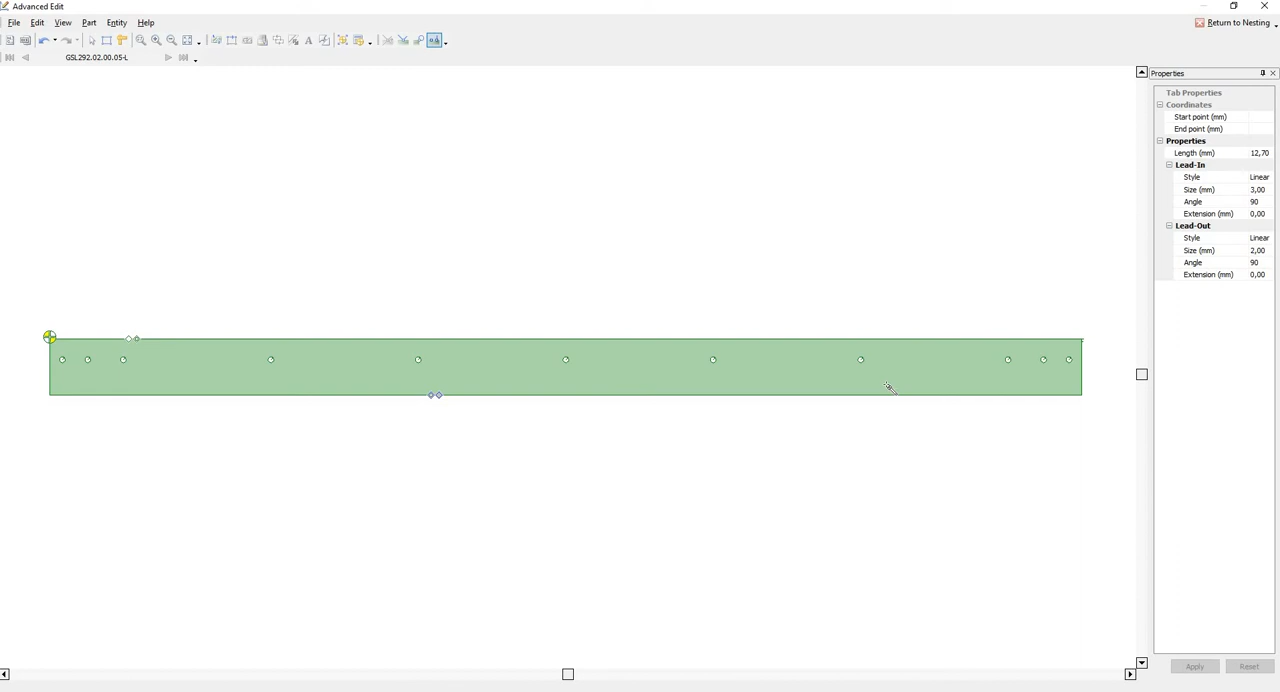 Advanced Edit
File Edit View Part Entity Help
Return to Nesting
GSL292.02.00.05-L
Properties
Tab Properties
Coordinates
Start point (mm)
End point (mm)
Properties
Length (mm) 12,70
Lead-In
Style Linear
Size (mm) 3,00
Angle 90
Extension (mm) 0,00
Lead-Out
Style Linear
Size (mm) 2,00
Angle 90
Extension (mm) 0,00
Apply Reset